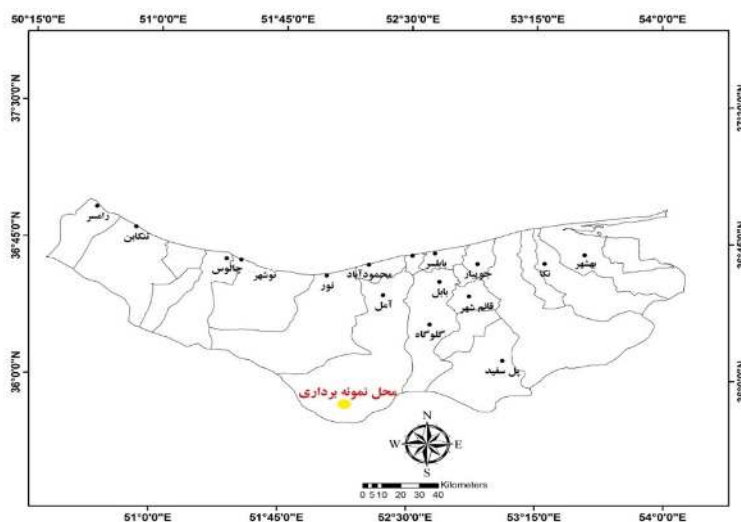 50°15'0"E 51°0'0"E 51°45'0"E 52°30'0"E 53°15'0"E 54°0'0"E
37°30'0"N
36°45'0"N
36°0'0"N
رامسر
تنکابن
چالوس
نوشهر
نور
محمودآباد
آمل
بابلسر
بابل
جویبار
قائم شهر
گلوگاه
نکا
بهشهر
پل سفید
محل نمونه برداری
N
W E
S
Kilometers
0 5 10 20 30 40
51°0'0"E 51°45'0"E 52°30'0"E 53°15'0"E 54°0'0"E